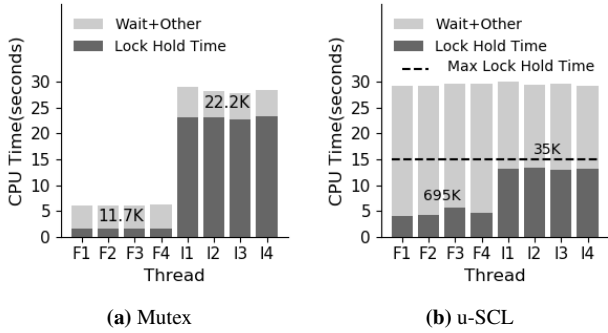 Wait+Other
Lock Hold Time
CPU Time(seconds)
30
25
20
15
10
5
0
22.2K
11.7K
F1 F2 F3 F4 I1 I2 I3 I4
Thread
(a) Mutex
Wait+Other
Lock Hold Time
Max Lock Hold Time
CPU Time(seconds)
30
25
20
15
10
5
0
35K
695K
F1 F2 F3 F4 I1 I2 I3 I4
Thread
(b) u-SCL